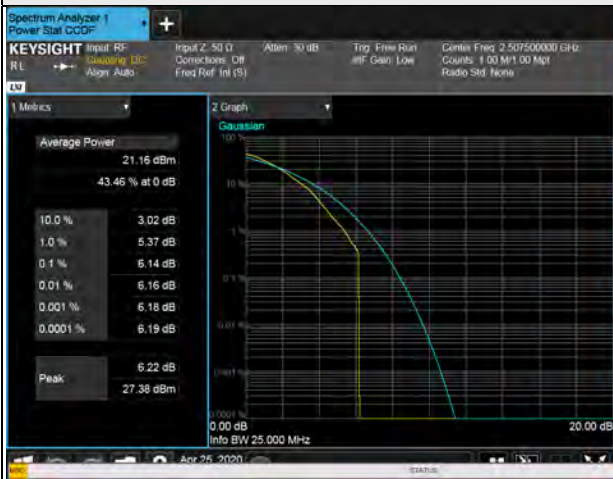 Spectrum Analyzer 1
Power Stat CCDF
KEYSIGHT
RL
Input: RF
Coupling: DC
Align: Auto
Input Z: 50 Ω
Corrections: Off
Freq Ref: Int (S)
Atten: 30 dB
Trig: Free Run
#IF Gain: Low
Center Freq: 2.507500000 GHz
Counts: 1.00 M/1.00 Mpt
Radio Std: None
1 Metrics
Average Power
21.16 dBm
43.46 % at 0 dB
10.0 % 3.02 dB
1.0 % 5.37 dB
0.1 % 6.14 dB
0.01 % 6.16 dB
0.001 % 6.18 dB
0.0001 % 6.19 dB
Peak
6.22 dB
27.38 dBm
2 Graph
Gaussian
100 %
10 %
1 %
0.1 %
0.01 %
0.001 %
0.0001 %
0.00 dB
20.00 dB
Info BW 25.000 MHz
Apr 25, 2020
STATUS